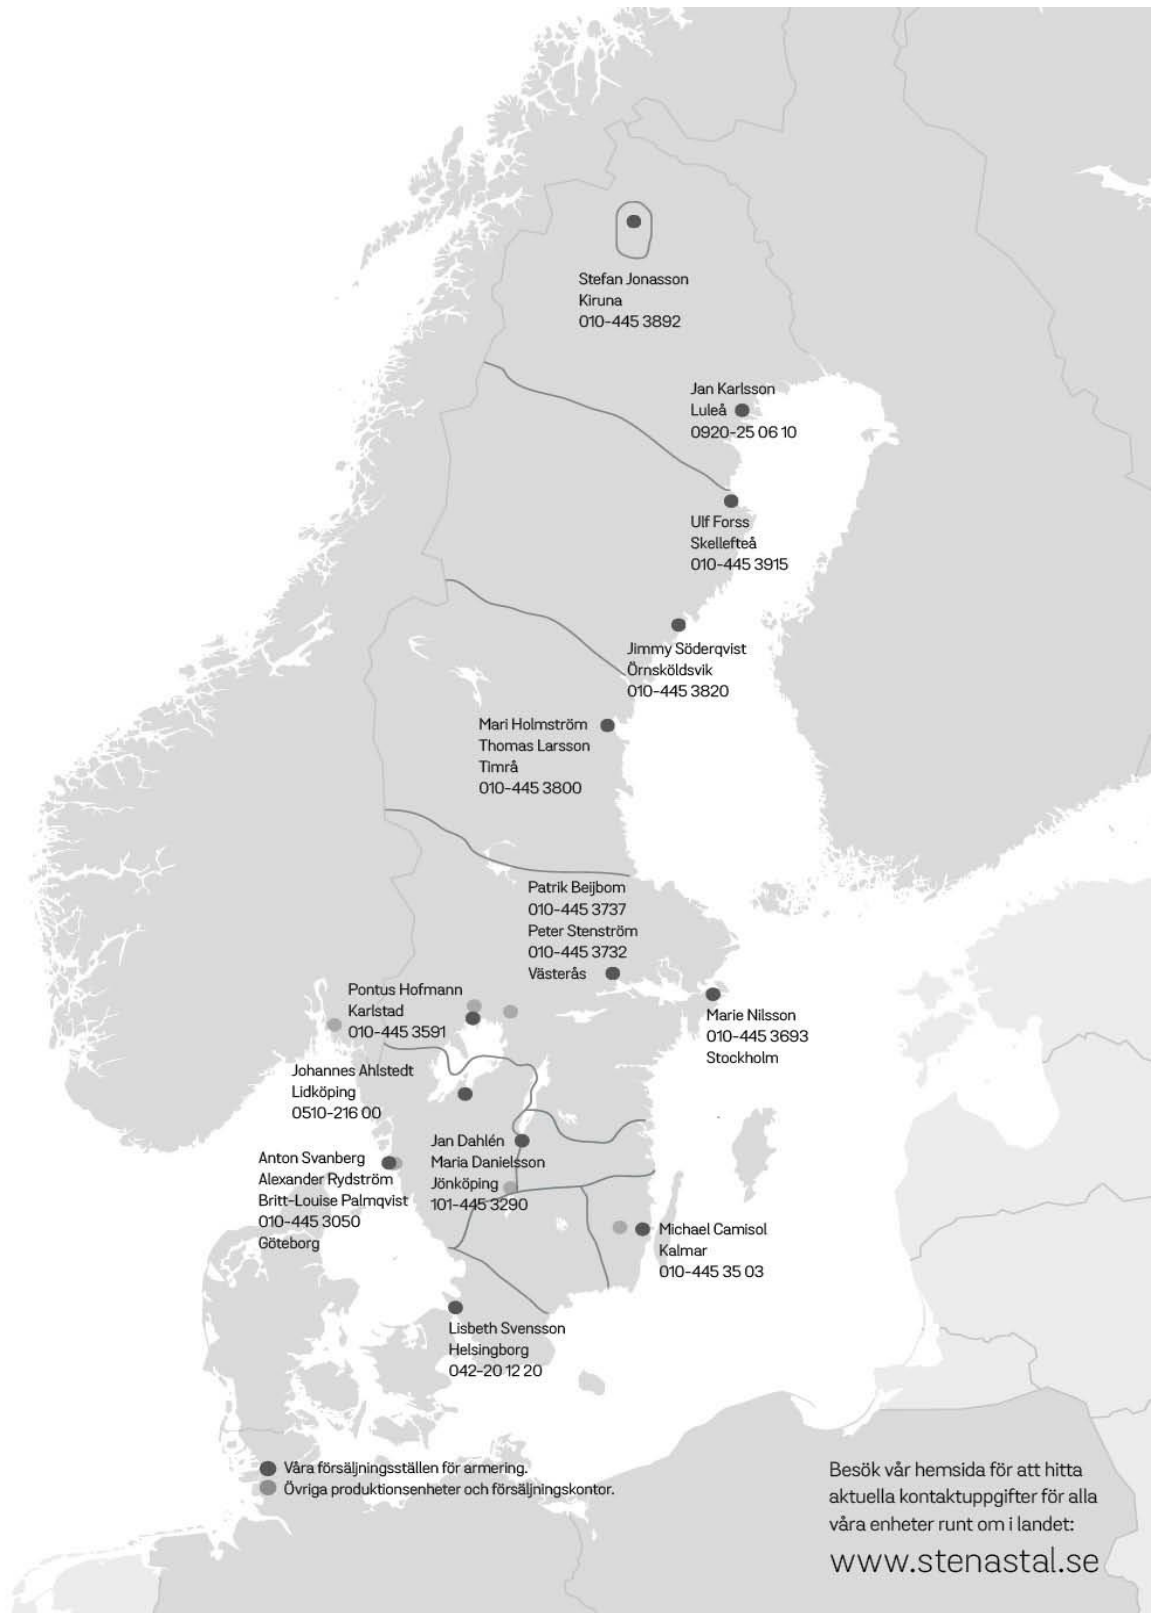 Stefan Jonasson
Kiruna
010-445 3892
Jan Karlsson
Luleå
0920-25 06 10
Ulf Forss
Skellefteå
010-445 3915
Jimmy Söderqvist
Örnsköldsvik
010-445 3820
Mari Holmström
Thomas Larsson
Timrå
010-445 3800
Patrik Beijbom
010-445 3737
Peter Stenström
010-445 3732
Västerås
Pontus Hofmann
Karlstad
010-445 3591
Marie Nilsson
010-445 3693
Stockholm
Johannes Ahlstedt
Lidköping
0510-216 00
Jan Dahlén
Maria Danielsson
Jönköping
101-445 3290
Anton Svanberg
Alexander Rydström
Britt-Louise Palmqvist
010-445 3050
Göteborg
Michael Camisol
Kalmar
010-445 35 03
Lisbeth Svensson
Helsingborg
042-20 12 20
Våra försäljningsställen för armering.
Övriga produktionsenheter och försäljningskontor.
Besök vår hemsida för att hitta
aktuella kontaktuppgifter för alla
våra enheter runt om i landet:
www.stenastal.se